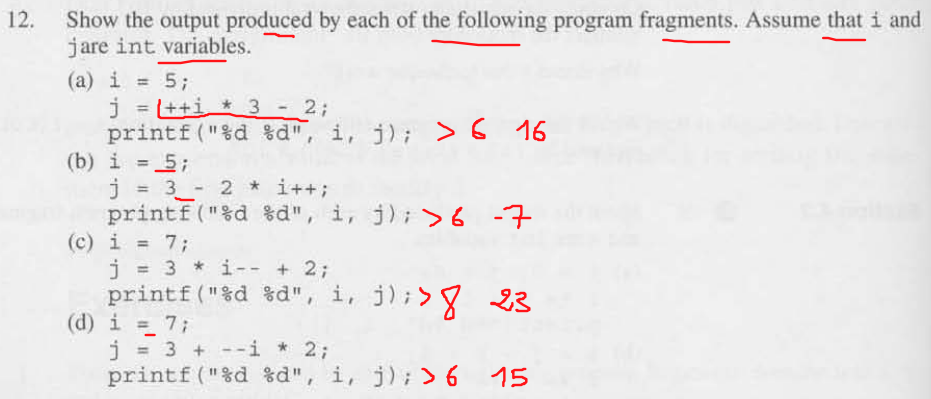 12. Show the output produced by each of the following program fragments. Assume that i and
jare int variables.
(a) i = 5;
j = ++i * 3 - 2;
printf("%d %d", i, j); > 6 16
(b) i = 5;
j = 3 - 2 * i++;
printf("%d %d", i, j); > 6 -7
(c) i = 7;
j = 3 * i-- + 2;
printf("%d %d", i, j); > 8 23
(d) i = 7;
j = 3 + --i * 2;
printf("%d %d", i, j); > 6 15